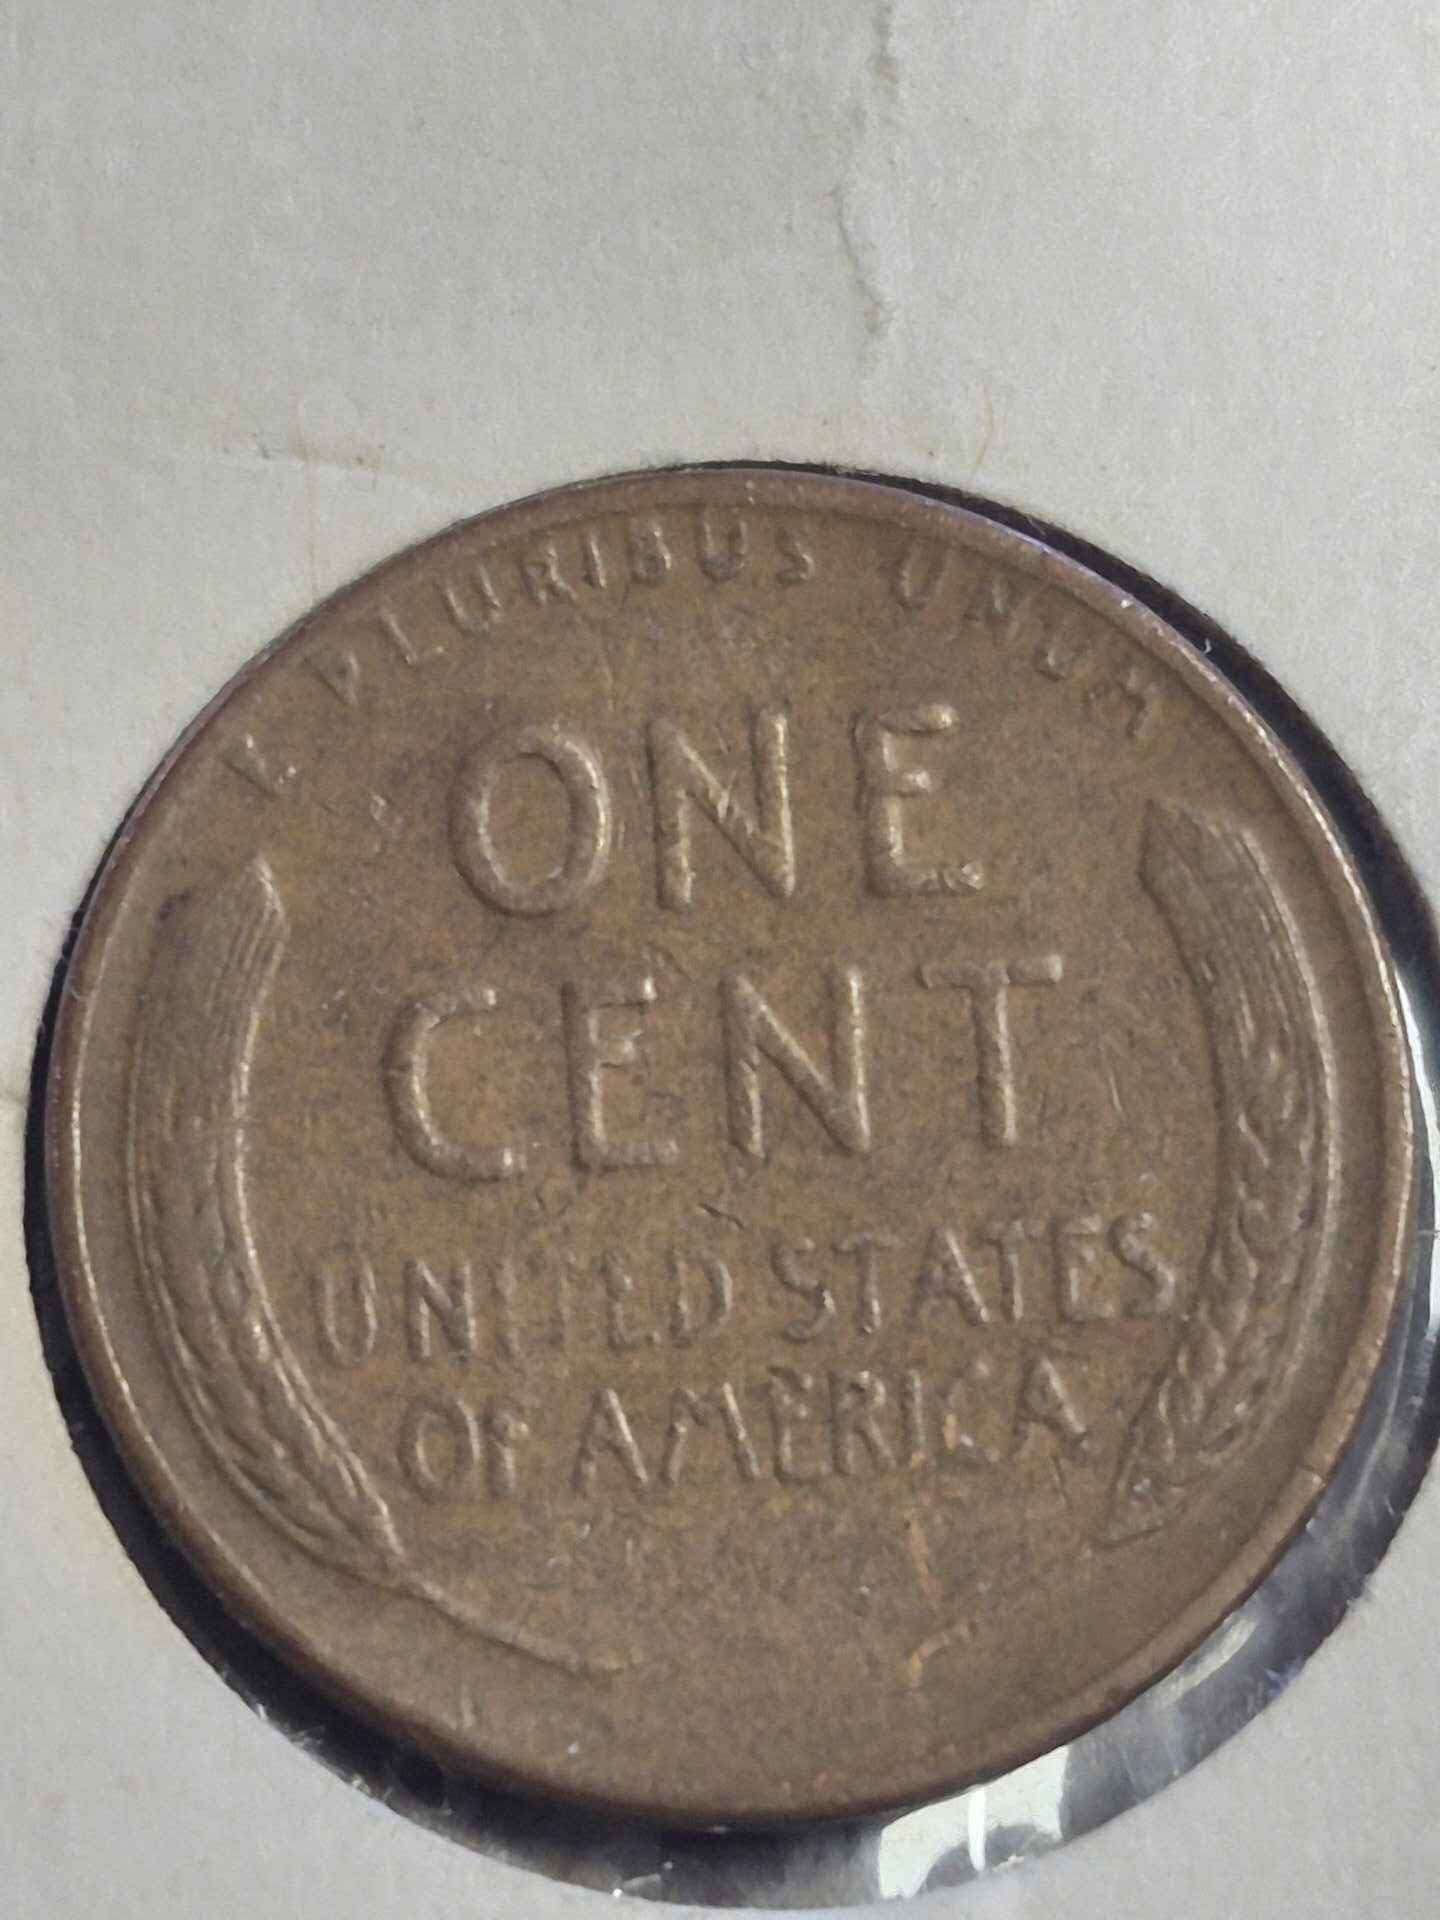 E PLURIBUS UNUM
ONE
CENT
UNITED STATES
OF AMERICA